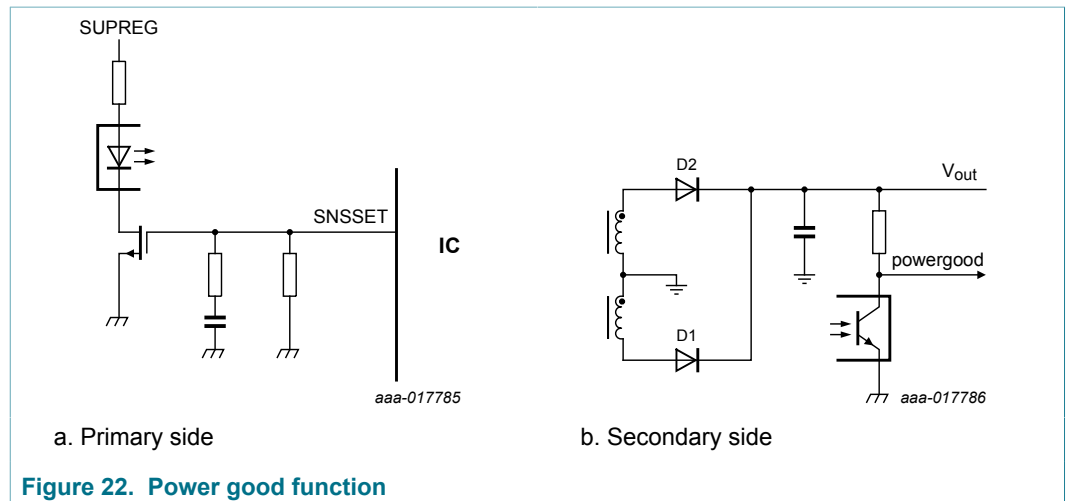 SUPREG
SNSSET
IC
aaa-017785
a. Primary side
D2
V_out
powergood
D1
aaa-017786
b. Secondary side
Figure 22. Power good function